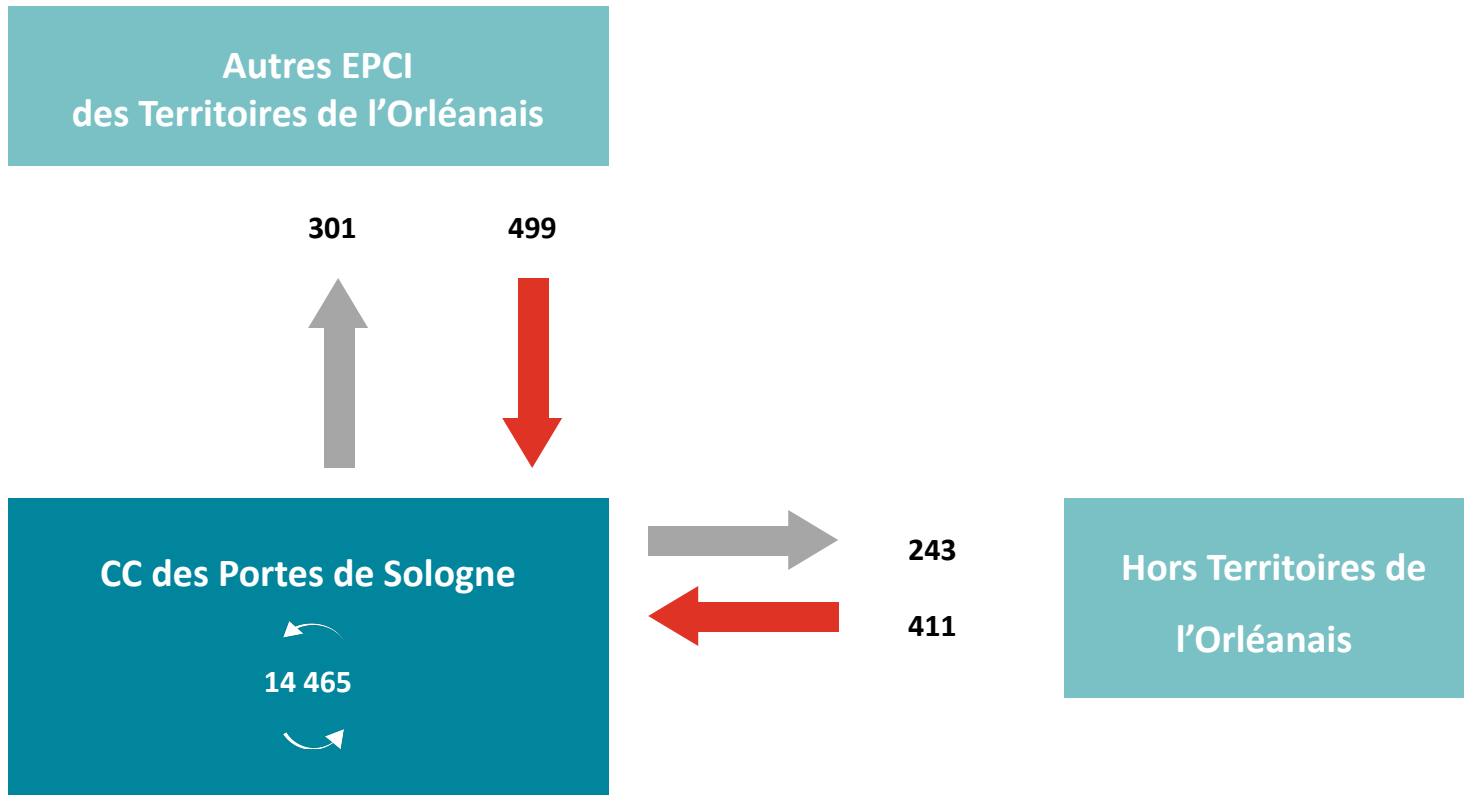 Autres EPCI
des Territoires de l’Orléanais
301
499
CC des Portes de Sologne
14 465
243
411
Hors Territoires de
l’Orléanais